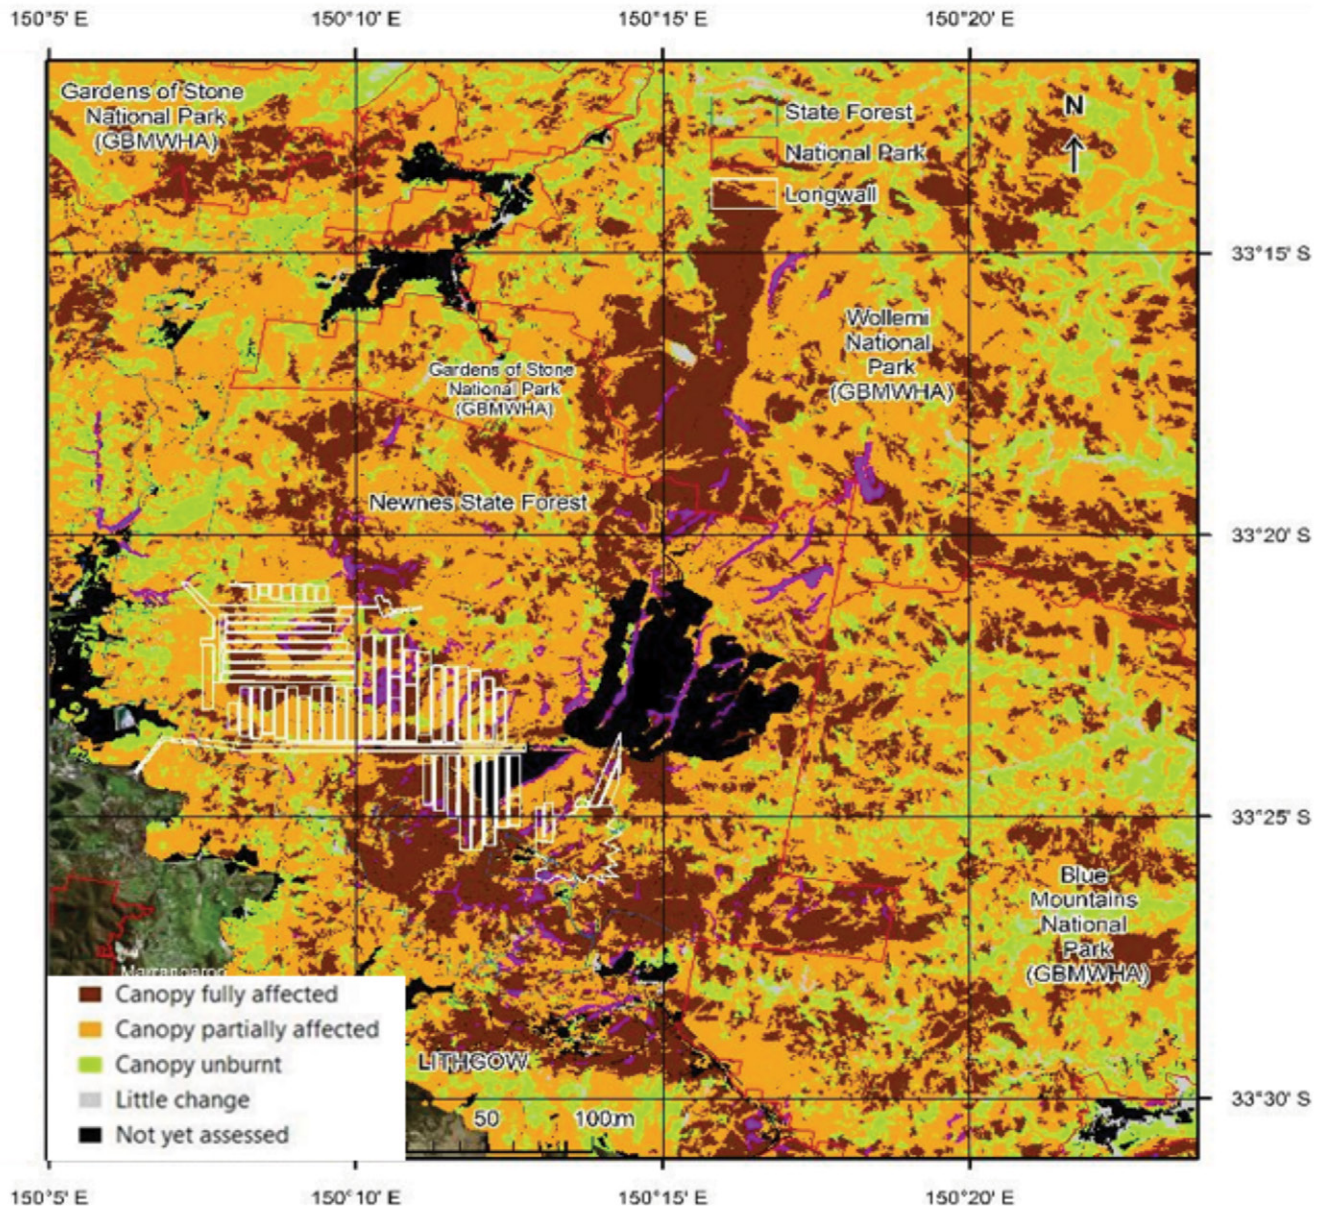 150°5' E 150°10' E 150°15' E 150°20' E
Gardens of Stone
National Park
(GBMWHA)
State Forest
National Park
Longwall
N
33°15' S
Wollemi
National
Park
(GBMWHA)
Gardens of Stone
National Park
(GBMWHA)
Newnes State Forest
33°20' S
33°25' S
Blue
Mountains
National
Park
(GBMWHA)
Canopy fully affected
Canopy partially affected
Canopy unburnt
Little change
Not yet assessed
LITHGOW
50 100m
33°30' S
150°5' E 150°10' E 150°15' E 150°20' E